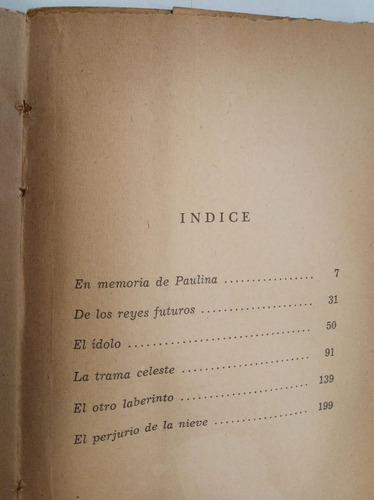 INDICE
En memoria de Paulina ................. 7
De los reyes futuros ..................... 31
El ídolo ................................ 50
La trama celeste ........................ 91
El otro laberinto ........................ 139
El perjurio de la nieve .................. 199